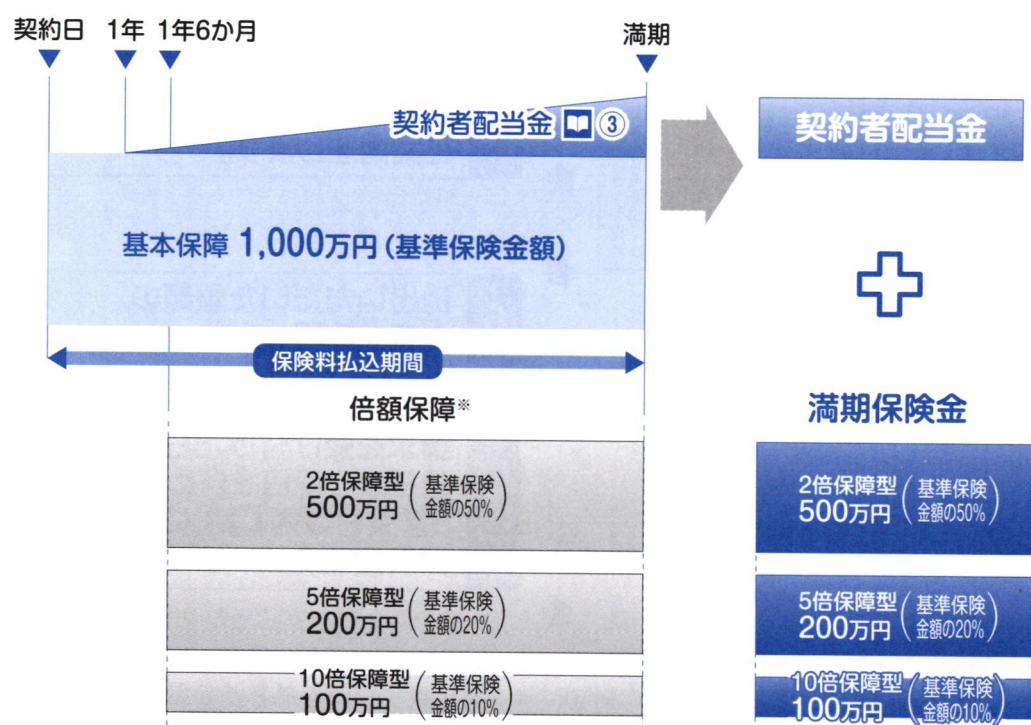 契約日 1年 1年6か月 満期
契約者配当金 ③
契約者配当金
基本保障 1,000万円(基準保険金額)
保険料払込期間
倍額保障※
満期保険金
2倍保障型
500万円
(基準保険
金額の50%)
2倍保障型
500万円
(基準保険
金額の50%)
5倍保障型
200万円
(基準保険
金額の20%)
5倍保障型
200万円
(基準保険
金額の20%)
10倍保障型
100万円
(基準保険
金額の10%)
10倍保障型
100万円
(基準保険
金額の10%)